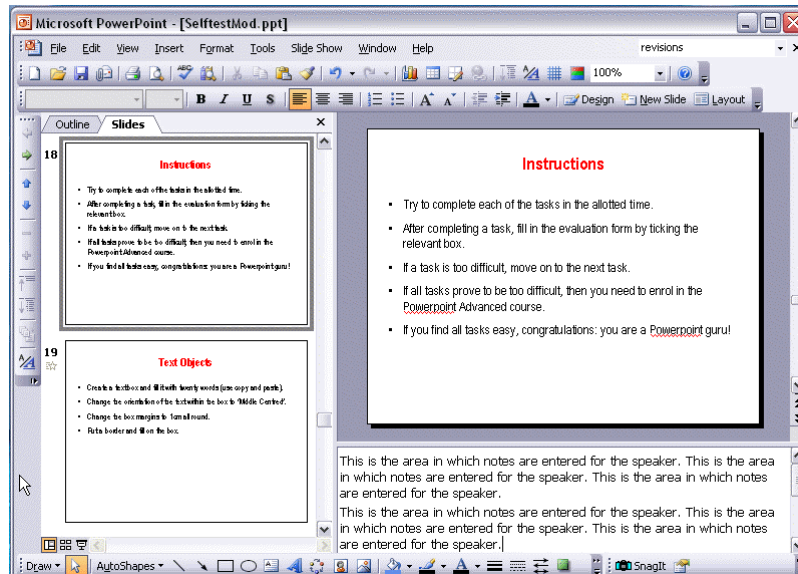 Microsoft PowerPoint - [SelftestMod.ppt]
File Edit View Insert Format Tools Slide Show Window Help revisions
100%
B I U S A A A Design New Slide Layout
Outline Slides
18
Instructions
• Try to complete each of the tasks in the allotted time.
• After completing a task, fill in the evaluation form by ticking the
relevant box.
• If a task is too difficult, move on to the next task.
• If all tasks prove to be too difficult, then you need to enrol in the
Powerpoint Advanced course.
• If you find all tasks easy, congratulations: you are a Powerpoint guru!
19
Text Objects
• Create a textbox and fill it with twenty words (use copy and paste).
• Change the orientation of the text within the box to 'Middle Centred'.
• Change the box margins to 1cm all round.
• Put a border and fill on the box.
Instructions
• Try to complete each of the tasks in the allotted time.
• After completing a task, fill in the evaluation form by ticking the
relevant box.
• If a task is too difficult, move on to the next task.
• If all tasks prove to be too difficult, then you need to enrol in the
Powerpoint Advanced course.
• If you find all tasks easy, congratulations: you are a Powerpoint guru!
This is the area in which notes are entered for the speaker. This is the area
in which notes are entered for the speaker. This is the area in which notes
are entered for the speaker.
This is the area in which notes are entered for the speaker. This is the area
in which notes are entered for the speaker. This is the area in which notes
are entered for the speaker.
Draw AutoShapes A SnagIt